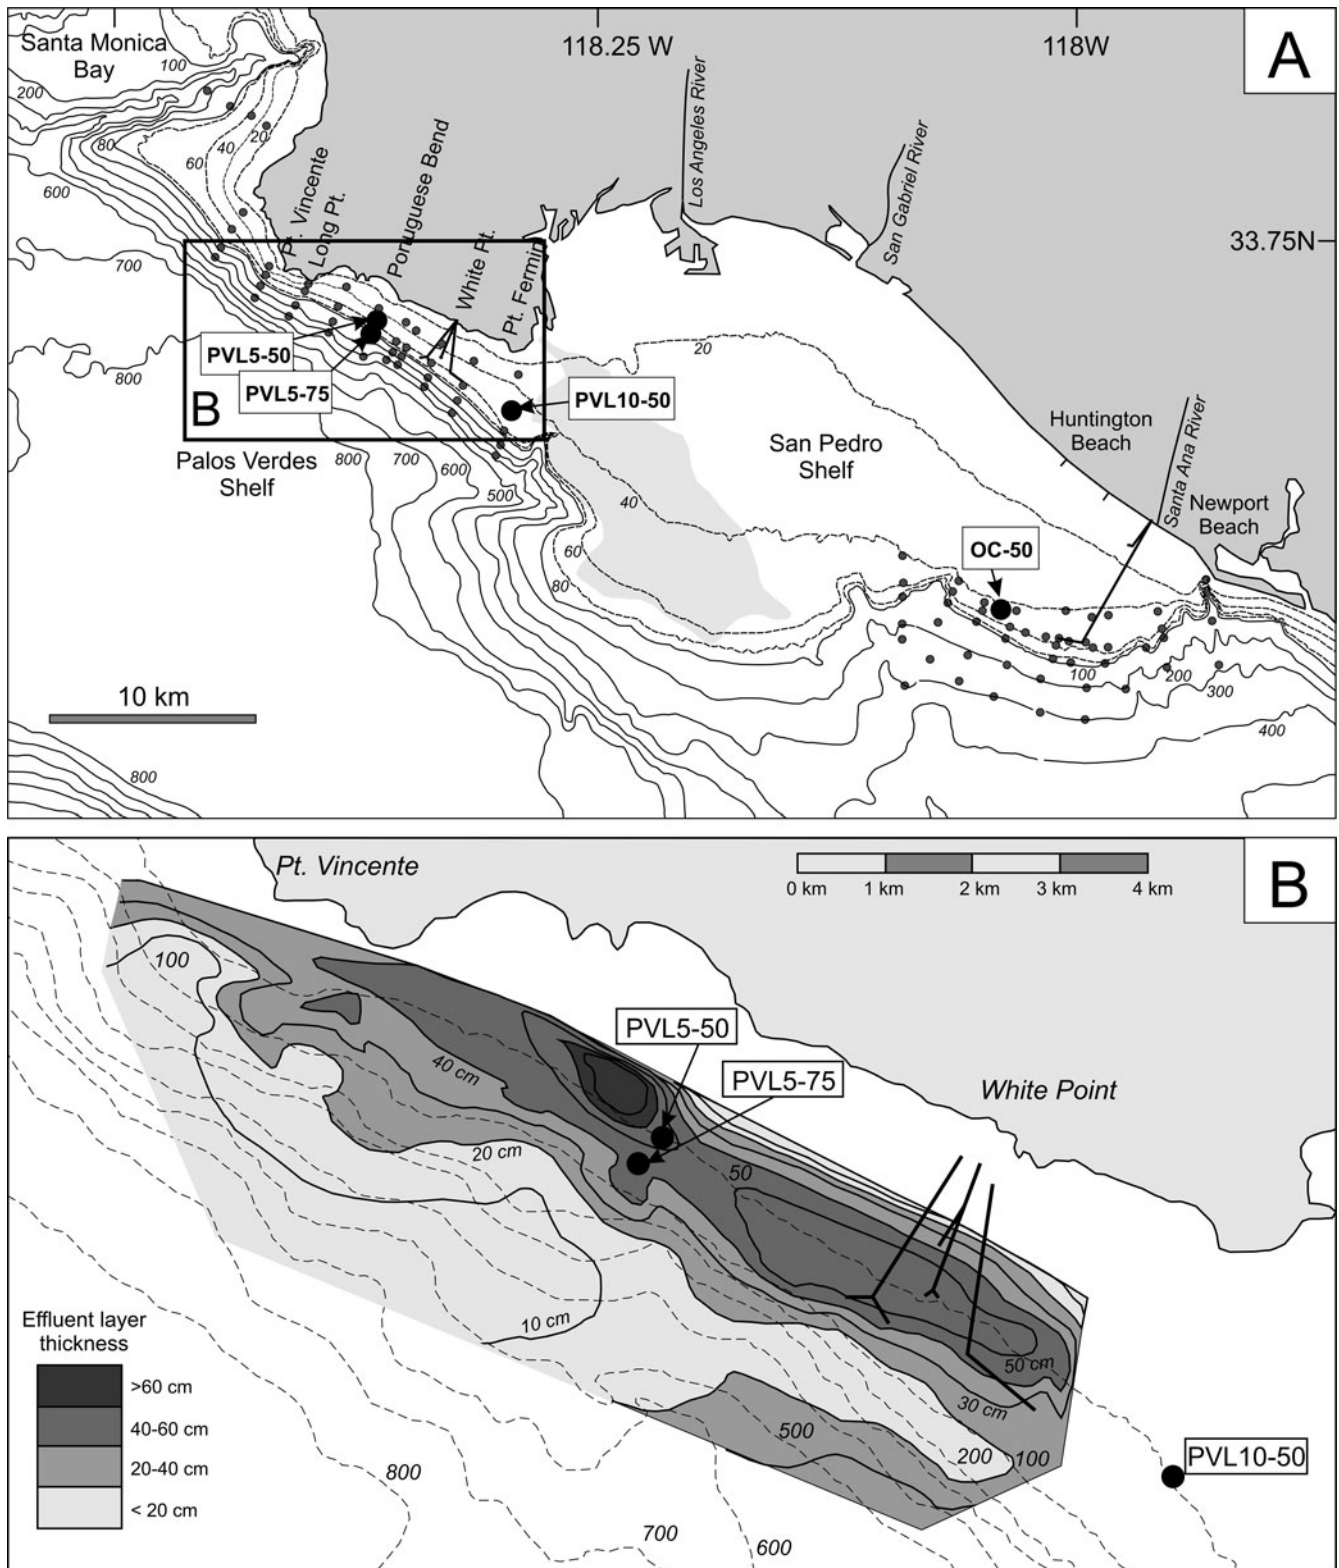 Santa Monica
Bay
118.25 W
118W
A
100
200
20
40
80
60
600
Los Angeles River
San Gabriel River
Pt. Vincente
Long Pt.
Portuguese Bend
White Pt.
Pt. Fermin
33.75N
700
800
PVL5-50
PVL5-75
B
PVL10-50
20
Palos Verdes
Shelf
800
700
600
500
San Pedro
Shelf
40
60
80
Huntington
Beach
Santa Ana River
Newport
Beach
OC-50
100
200
300
400
10 km
800
Pt. Vincente
0 km
1 km
2 km
3 km
4 km
B
100
PVL5-50
PVL5-75
White Point
40 cm
20 cm
50
10 cm
50 cm
30 cm
Effluent layer
thickness
>60 cm
40-60 cm
20-40 cm
< 20 cm
500
200
100
800
700
600
PVL10-50